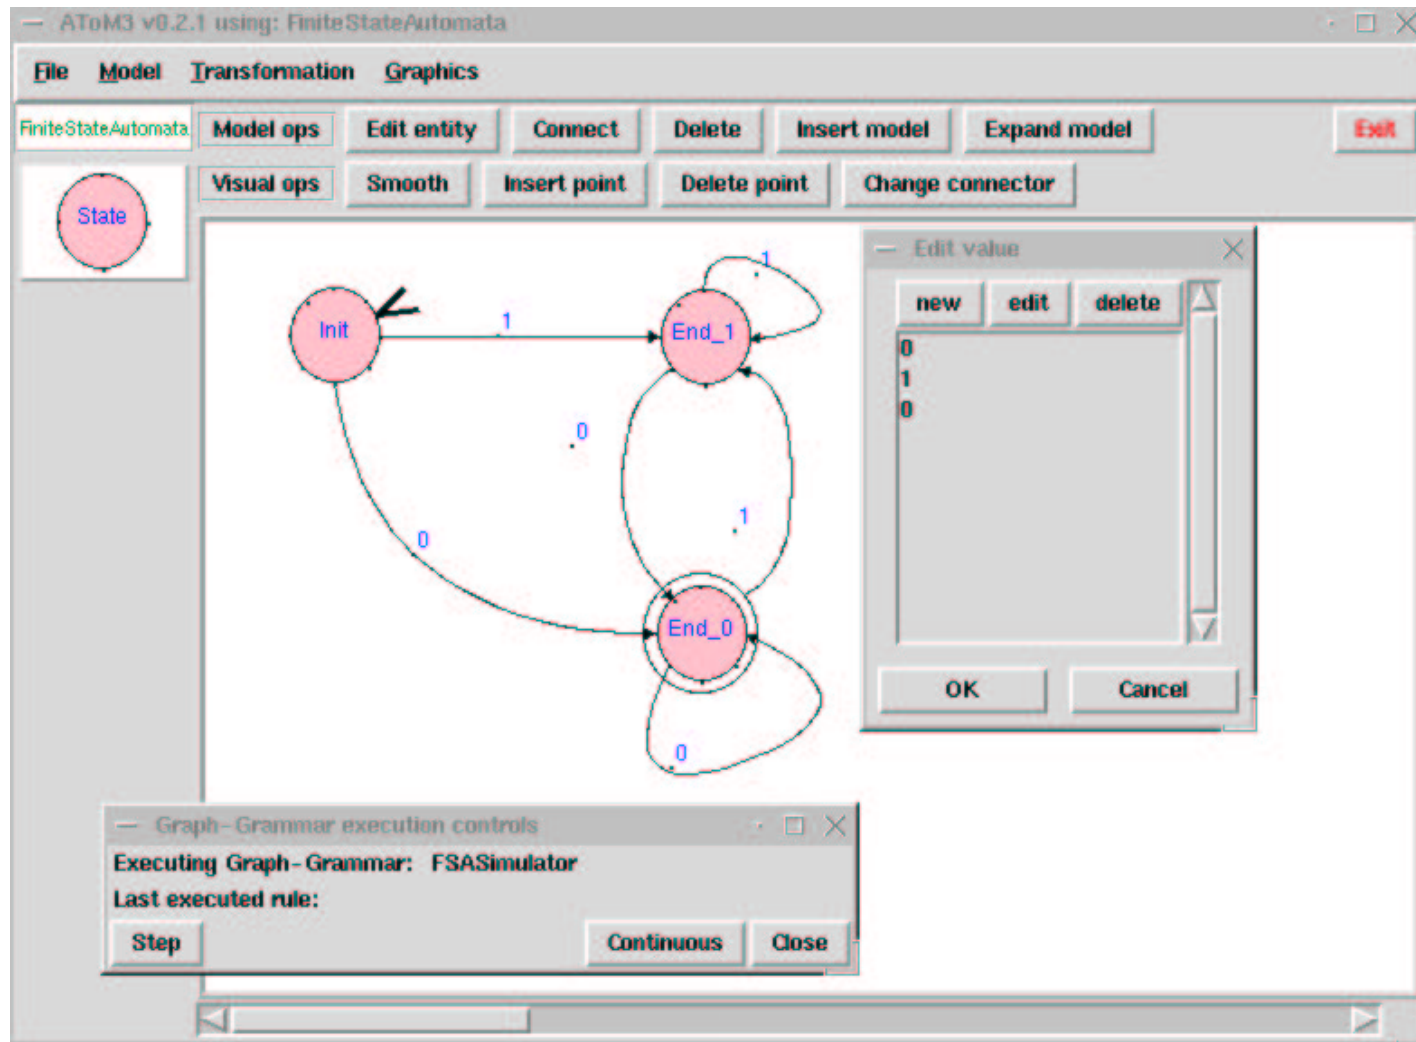 AToM3 v0.2.1 using: FiniteStateAutomata
File Model Transformation Graphics
FiniteStateAutomata Model ops Edit entity Connect Delete Insert model Expand model Exit
Visual ops Smooth Insert point Delete point Change connector
State
Edit value
new edit delete
0
1
0
OK Cancel
1
Init
1
End_1
0
1
0
End_0
0
Graph-Grammar execution controls
Executing Graph-Grammar: FSASimulator
Last executed rule:
Step Continuous Close